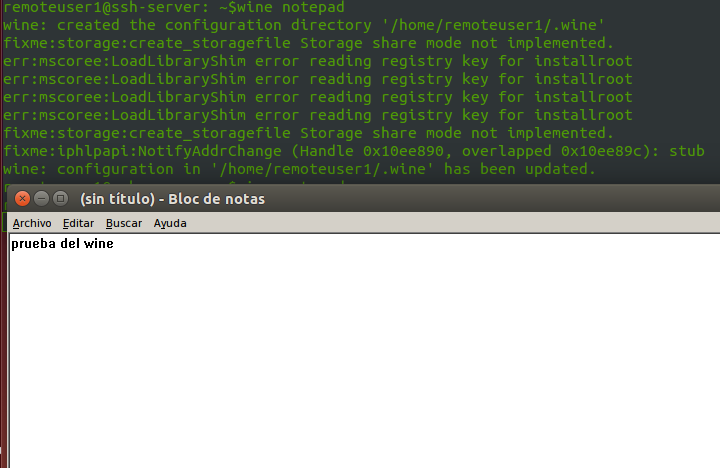 remoteuser1@ssh-server: ~$wine notepad
wine: created the configuration directory '/home/remoteuser1/.wine'
fixme:storage:create_storagefile Storage share mode not implemented.
err:mscoree:LoadLibraryShim error reading registry key for installroot
err:mscoree:LoadLibraryShim error reading registry key for installroot
err:mscoree:LoadLibraryShim error reading registry key for installroot
err:mscoree:LoadLibraryShim error reading registry key for installroot
fixme:storage:create_storagefile Storage share mode not implemented.
fixme:iphlpapi:NotifyAddrChange (Handle 0x10ee890, overlapped 0x10ee89c): stub
wine: configuration in '/home/remoteuser1/.wine' has been updated.
(sin título) - Bloc de notas
Archivo Editar Buscar Ayuda
prueba del wine